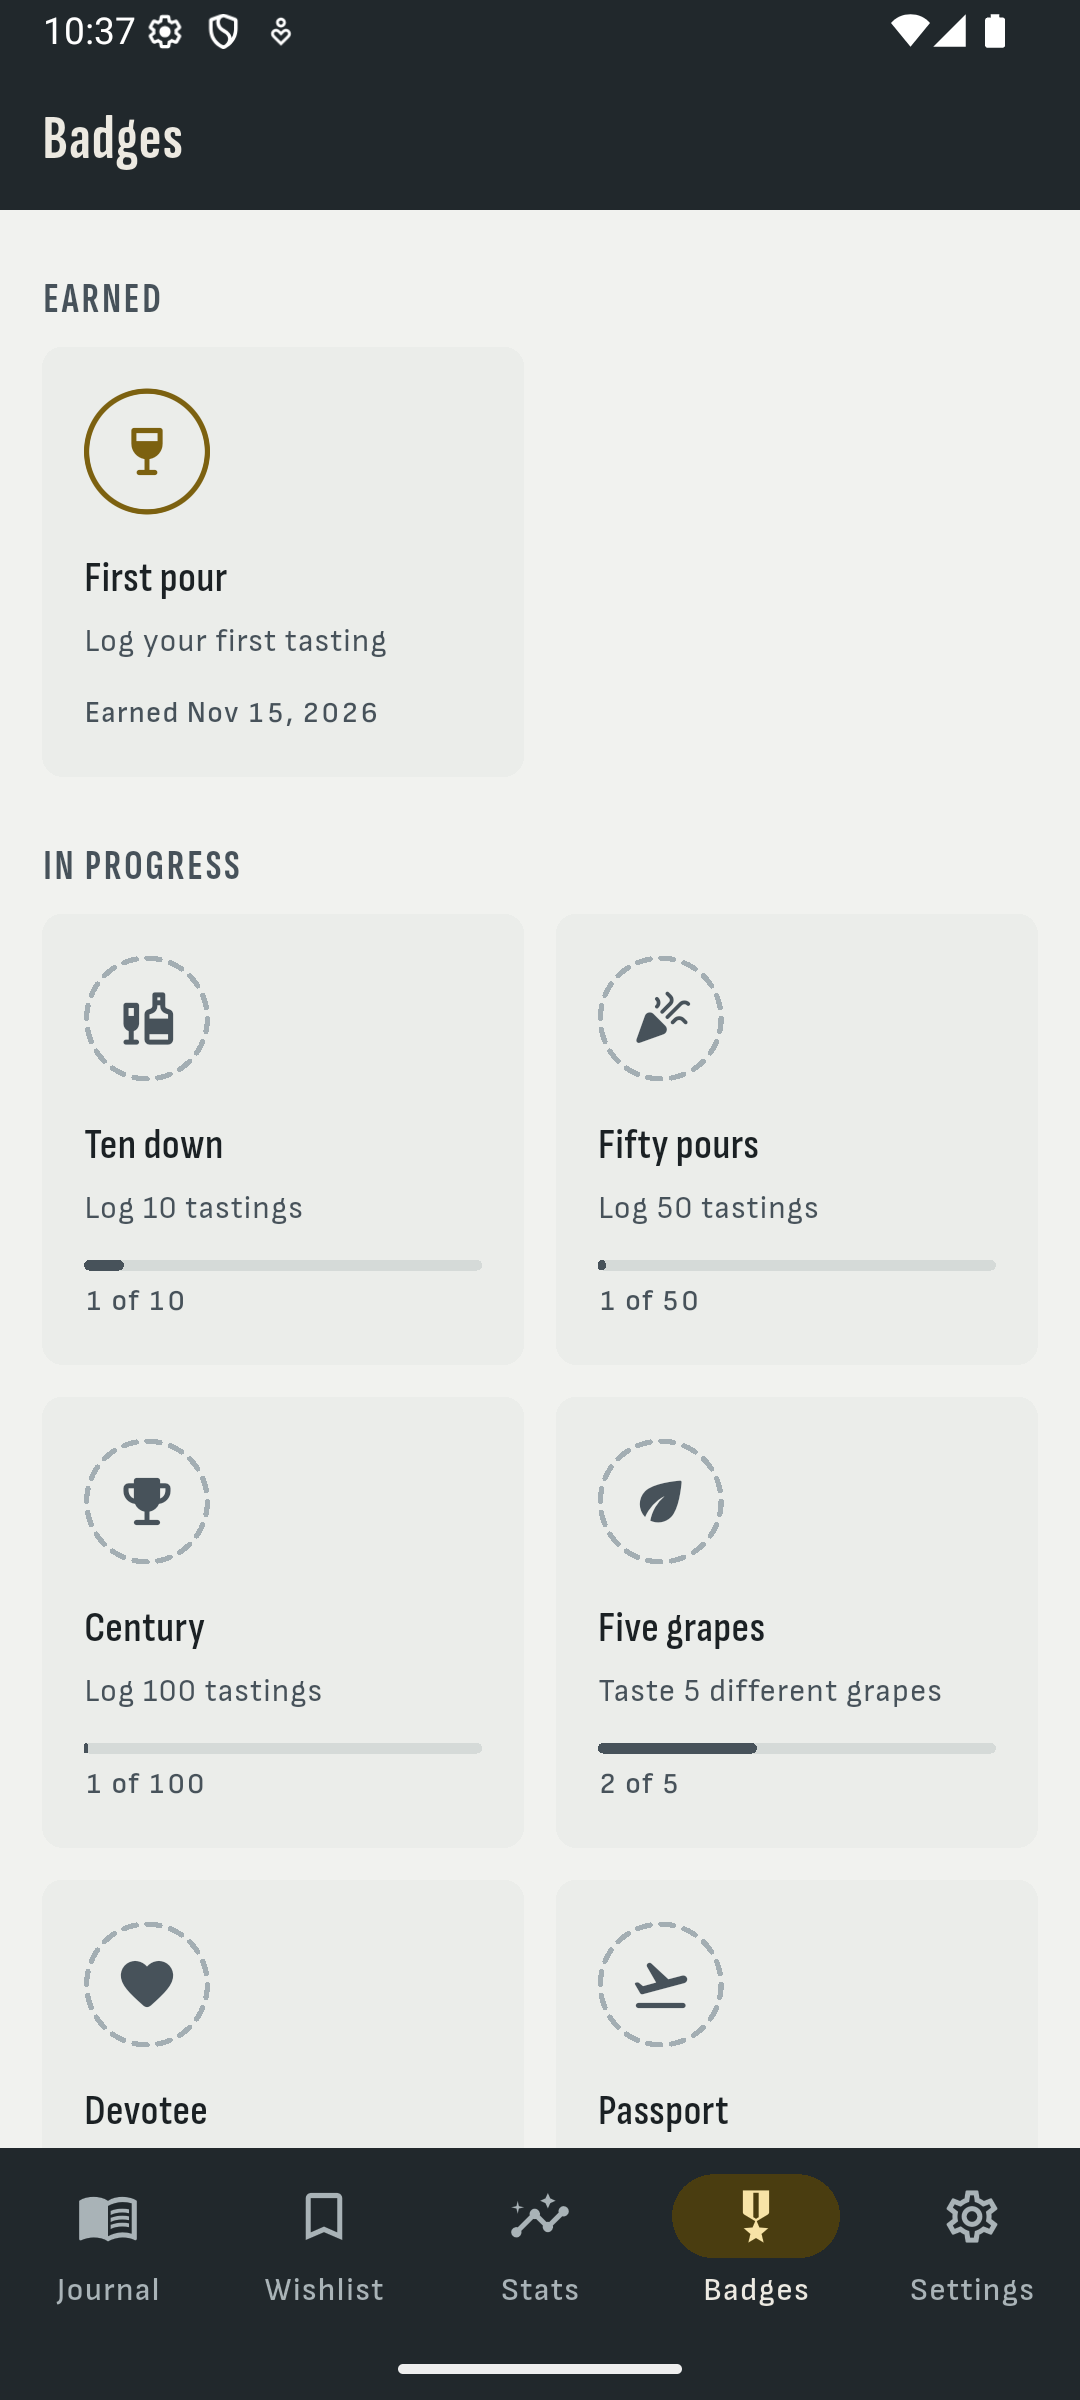 10:37
Badges
EARNED
First pour
Log your first tasting
Earned Nov 15, 2026
IN PROGRESS
Ten down
Log 10 tastings
1 of 10
Fifty pours
Log 50 tastings
1 of 50
Century
Log 100 tastings
1 of 100
Five grapes
Taste 5 different grapes
2 of 5
Devotee
Passport
Journal
Wishlist
Stats
Badges
Settings